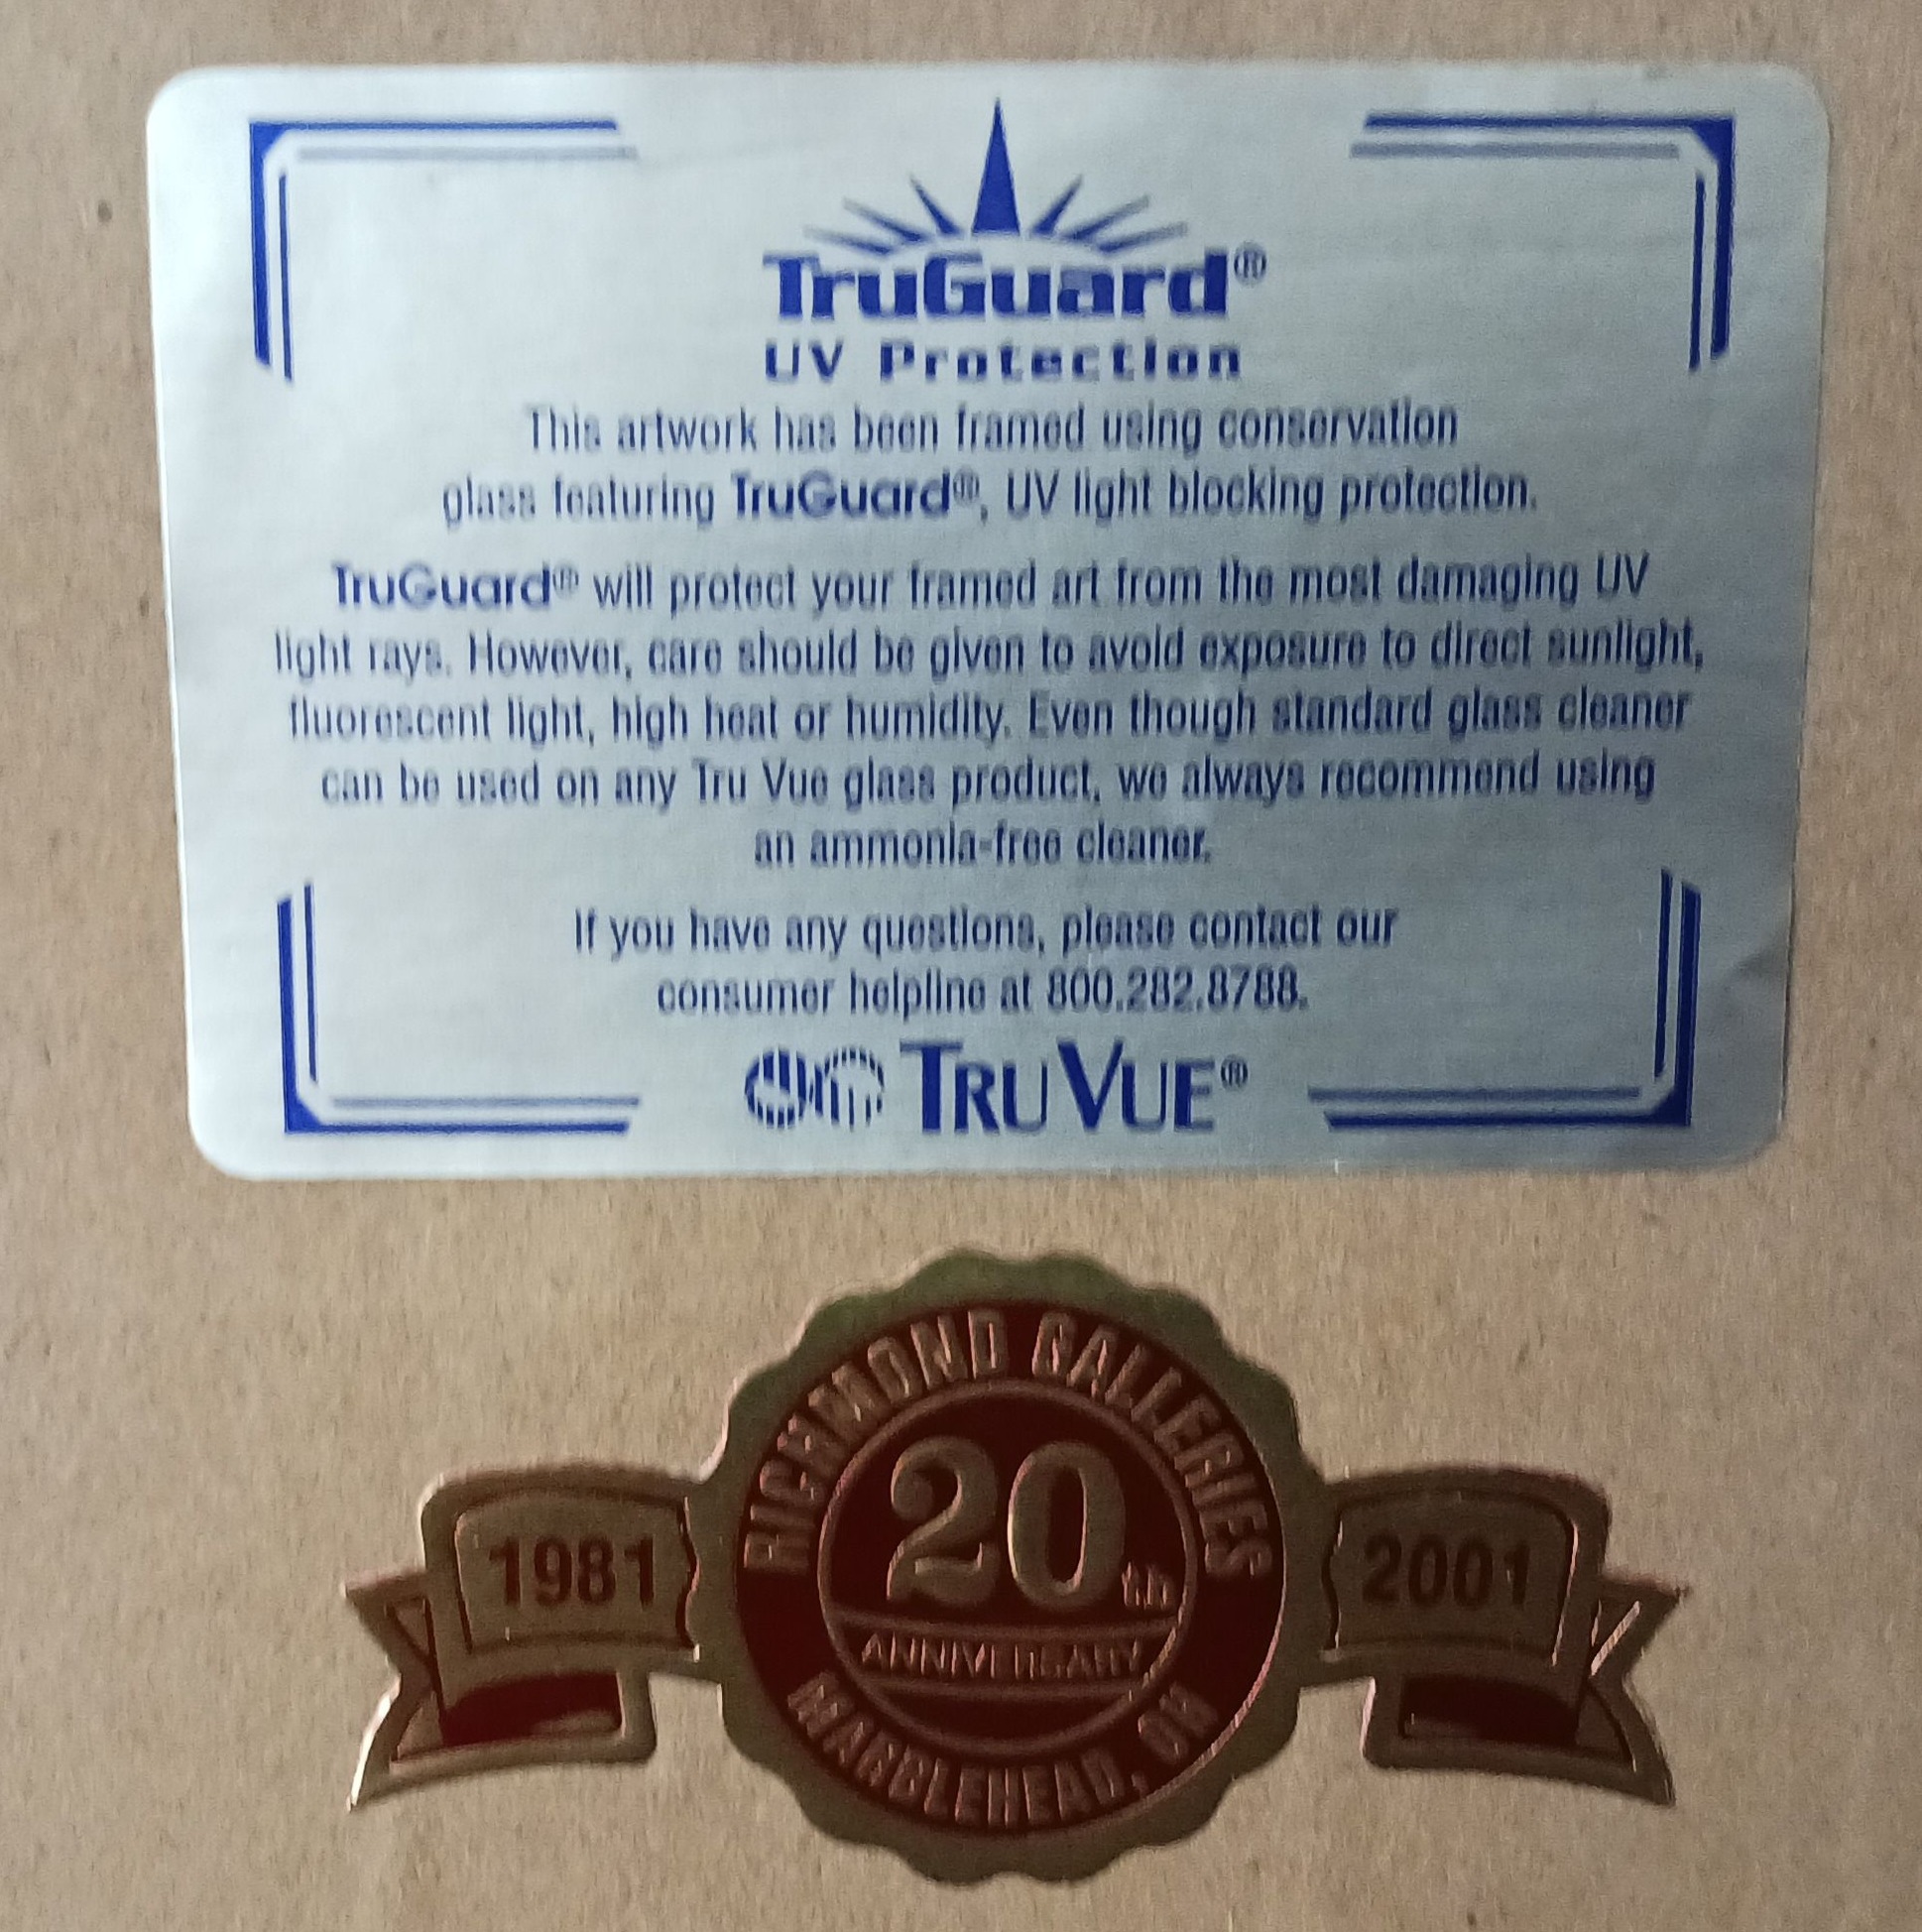 TruGuard®
UV Protection
This artwork has been framed using conservation
glass featuring TruGuard®, UV light blocking protection.
TruGuard® will protect your framed art from the most damaging UV
light rays. However, care should be given to avoid exposure to direct sunlight,
fluorescent light, high heat or humidity. Even though standard glass cleaner
can be used on any Tru Vue glass product, we always recommend using
an ammonia-free cleaner.
If you have any questions, please contact our
consumer helpline at 800.282.8788.
TRU VUE®
RICHMOND GALLERIES
1981
20th
2001
ANNIVERSARY
MARBLEHEAD, OH